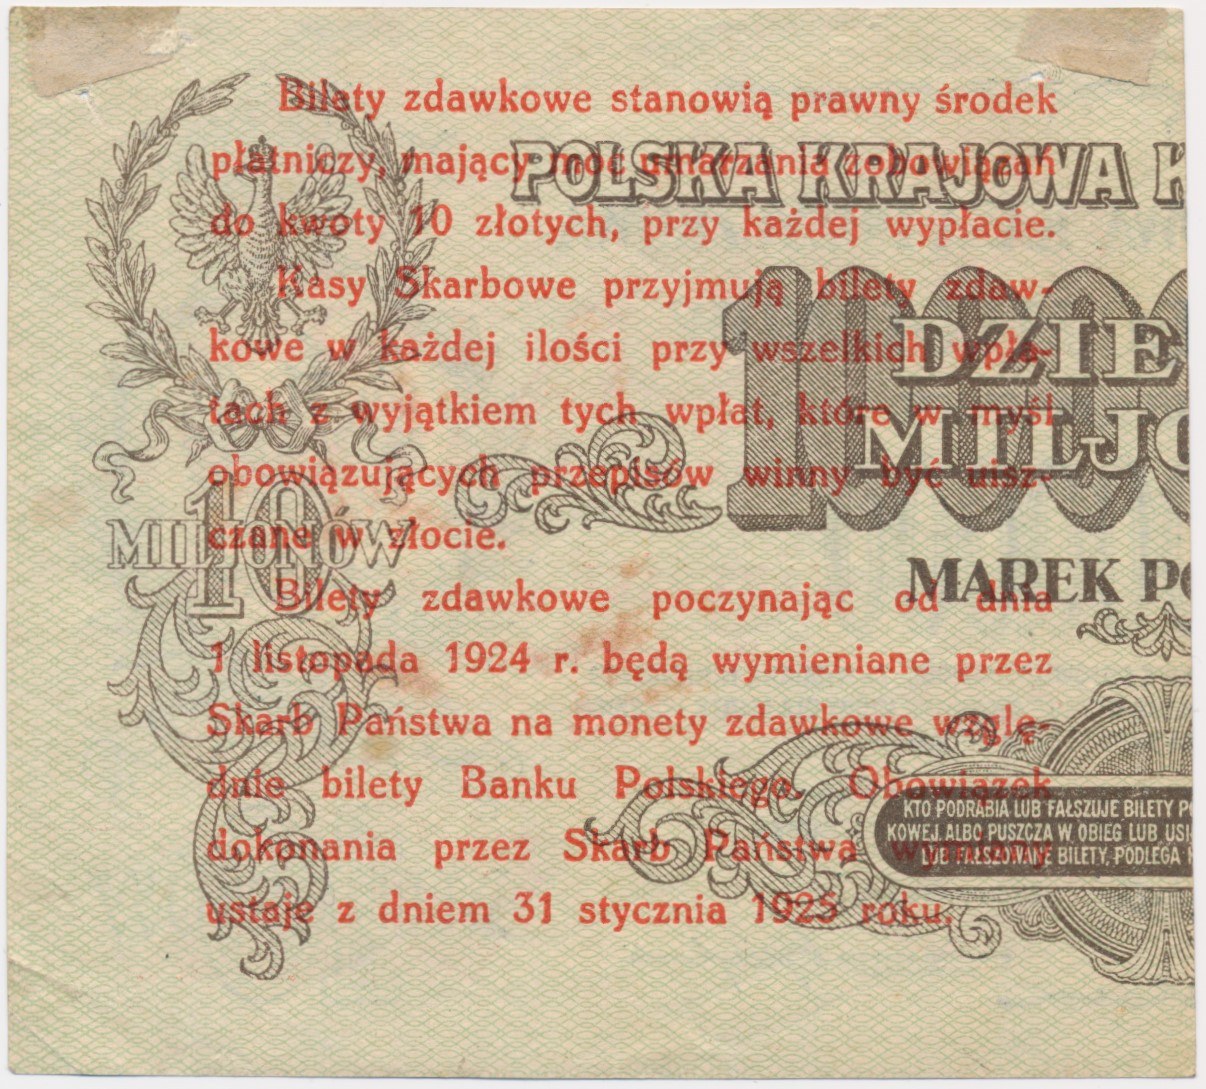 Bilety zdawkowe stanowią prawny środek
płatniczy, mający moc umarzania zobowiązań
do kwoty 10 złotych, przy każdej wypłacie.
Kasy Skarbowe przyjmują bilety zdaw-
kowe w każdej ilości przy wszelkich wpła-
tach z wyjątkiem tych wpłat, które w myśl
obowiązujących przepisów winny być uisz-
czane w złocie.
Bilety zdawkowe poczynając od dnia
1 listopada 1924 r. będą wymieniane przez
Skarb Państwa na monety zdawkowe wzglę-
dnie bilety Banku Polskiego. Obowiązek
dokonania przez Skarb Państwa wymiany
ustaje z dniem 31 stycznia 1925 roku.
POLSKA KRAJOWA K
1000
DZIE
MILJO
MAREK PO
10
MILJONÓW
KTO PODRABIA LUB FAŁSZUJE BILETY PO
KOWEJ, ALBO PUSZCZA W OBIEG LUB USI
LUB FAŁSZOWANE BILETY, PODLEGA K